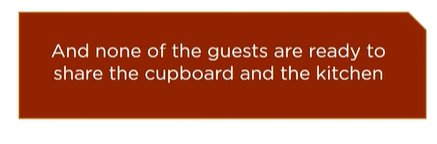 And none of the guests are ready to
share the cupboard and the kitchen